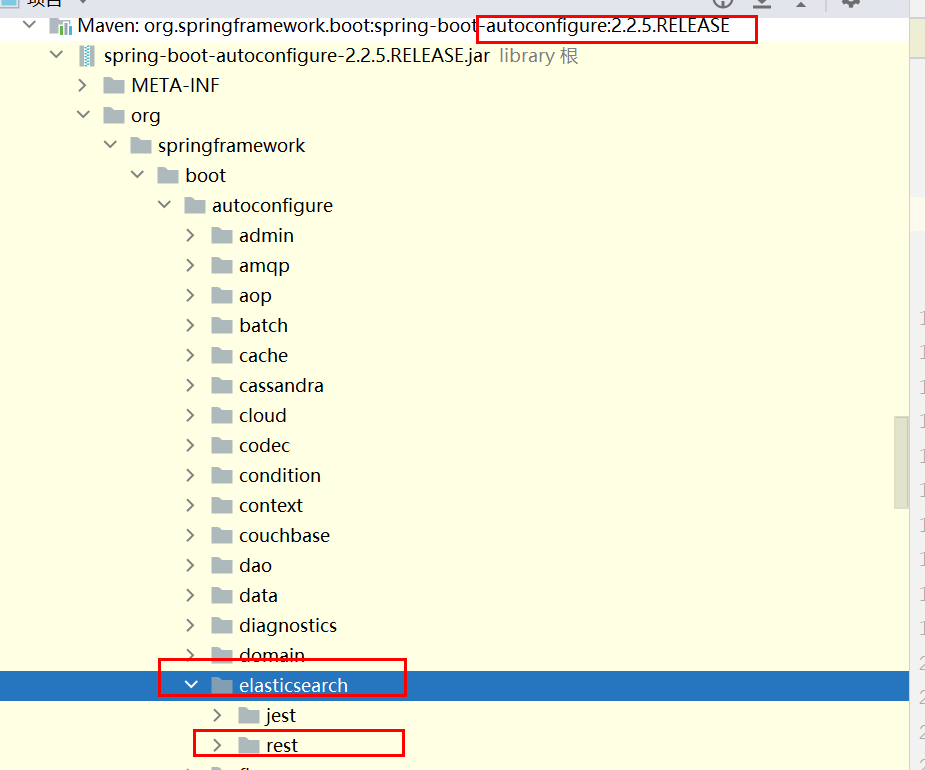 项目
Maven: org.springframework.boot:spring-boot-autoconfigure:2.2.5.RELEASE
spring-boot-autoconfigure-2.2.5.RELEASE.jar library 根
META-INF
org
springframework
boot
autoconfigure
admin
amqp
aop
batch
cache
cassandra
cloud
codec
condition
context
couchbase
dao
data
diagnostics
domain
elasticsearch
jest
rest